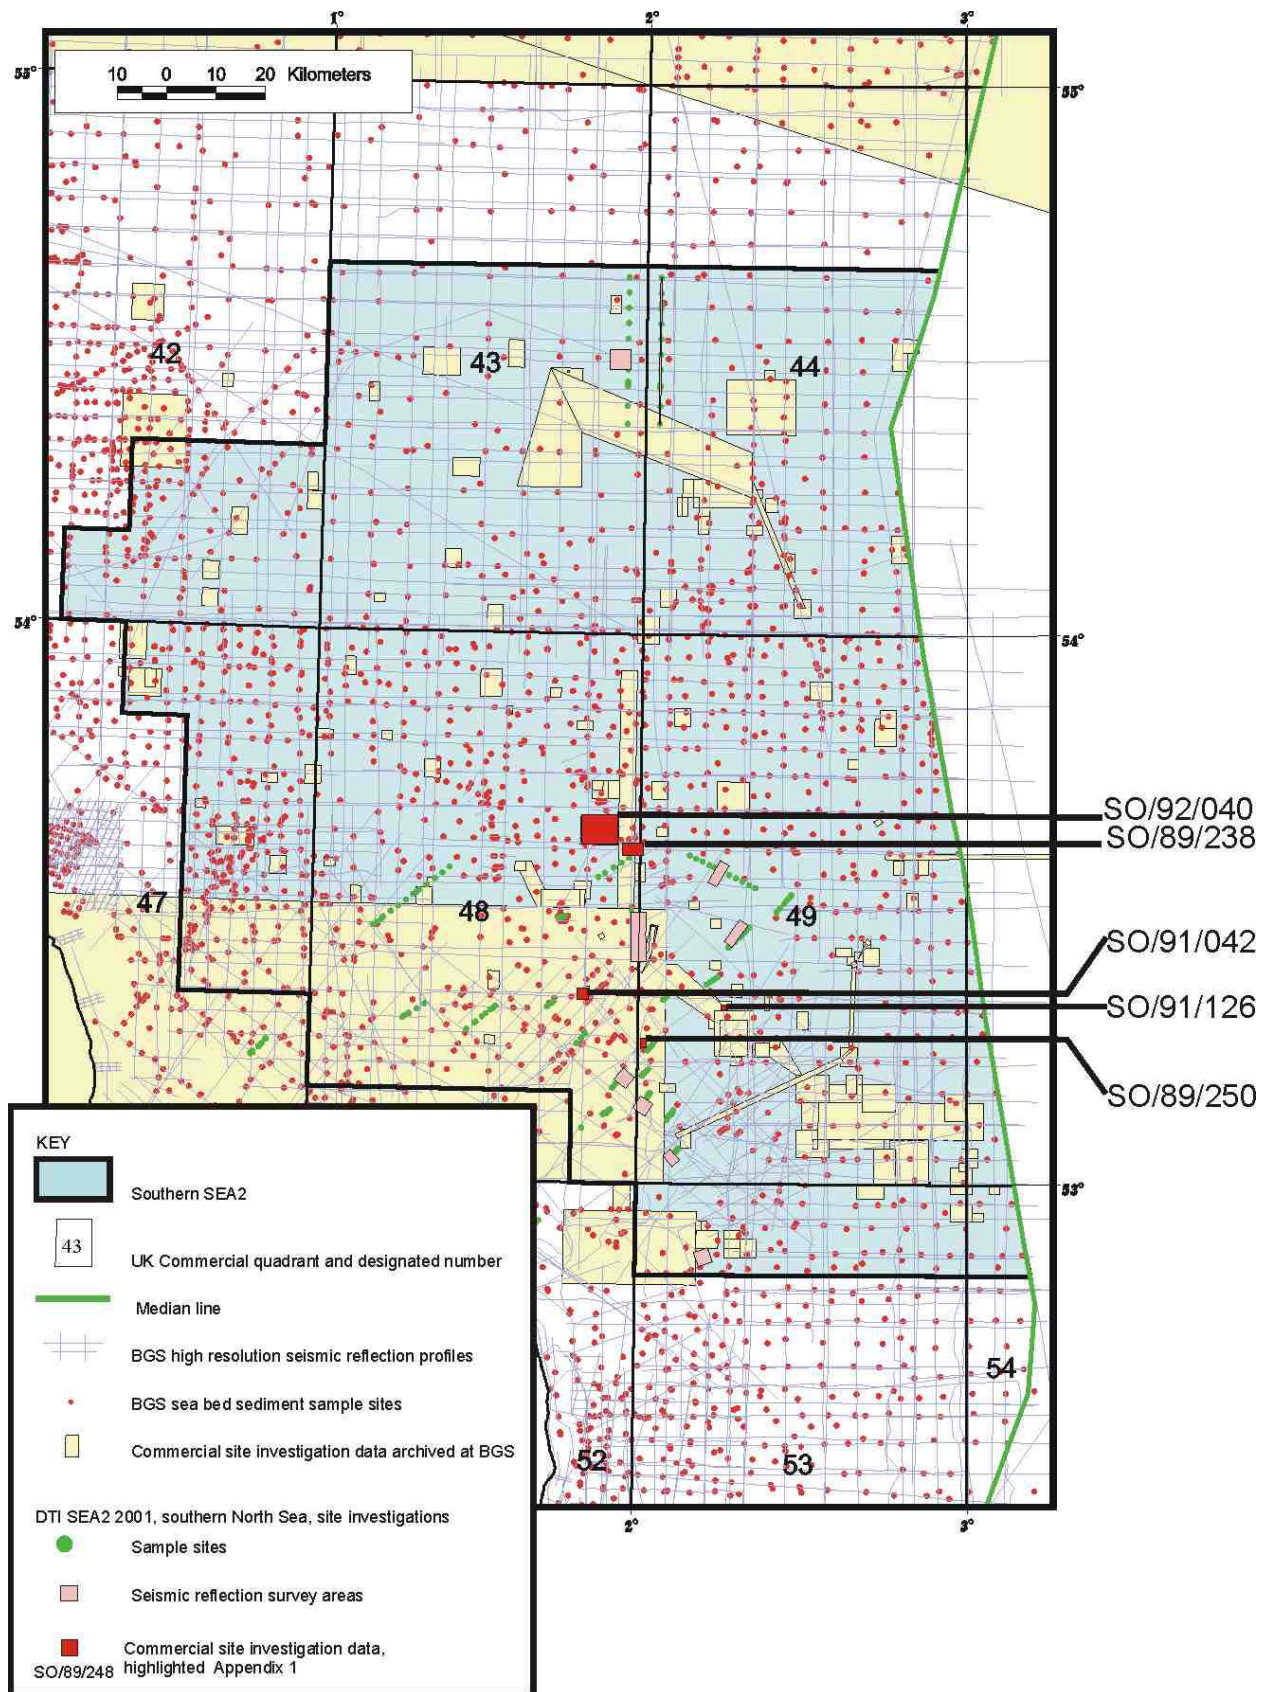 1°
2°
3°
55°
10 0 10 20 Kilometers
55°
42
43
44
54°
54°
SO/92/040
SO/89/238
47
48
49
SO/91/042
SO/91/126
SO/89/250
53°
54
52
53
2°
3°
KEY
Southern SEA2
43
UK Commercial quadrant and designated number
Median line
BGS high resolution seismic reflection profiles
BGS sea bed sediment sample sites
Commercial site investigation data archived at BGS
DTI SEA2 2001, southern North Sea, site investigations
Sample sites
Seismic reflection survey areas
Commercial site investigation data,
highlighted Appendix 1
SO/89/248